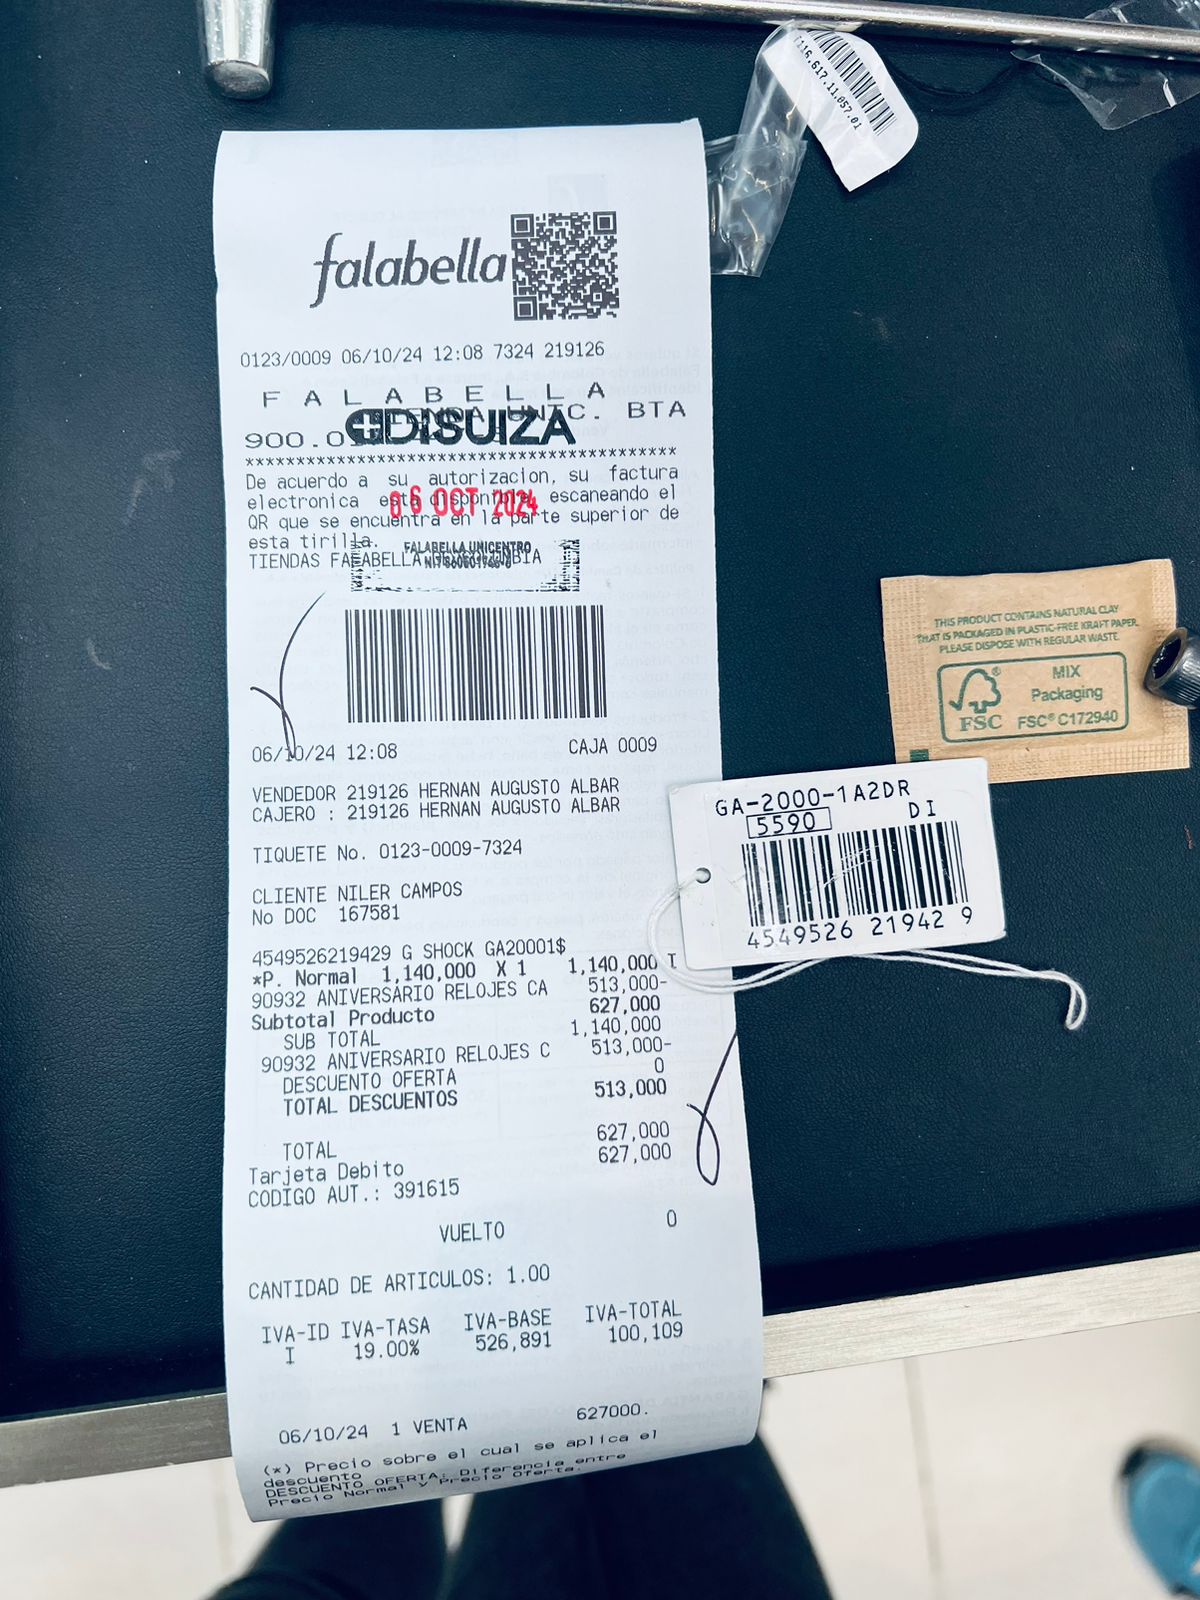 116.617.11.057.01
falabella
0123/0009 06/10/24 12:08 7324 219126
F A L A B E L L A
UNIC. BTA
DISUIZA
900.0
******************************************
De acuerdo a su autorizacion, su factura
electronica esta disponible, escaneando el
06 OCT 2024
QR que se encuentra en la parte superior de
esta tirilla.
FALABELLA UNICENTRO
TIENDAS FALABELLA
06/10/24 12:08 CAJA 0009
VENDEDOR 219126 HERNAN AUGUSTO ALBAR
CAJERO : 219126 HERNAN AUGUSTO ALBAR
TIQUETE No. 0123-0009-7324
CLIENTE NILER CAMPOS
No DOC 167581
4549526219429 G SHOCK GA20001$
*P. Normal 1,140,000 X 1 1,140,000 I
90932 ANIVERSARIO RELOJES CA 513,000-
Subtotal Producto 627,000
SUB TOTAL 1,140,000
90932 ANIVERSARIO RELOJES C 513,000-
DESCUENTO OFERTA 0
TOTAL DESCUENTOS 513,000
TOTAL 627,000
Tarjeta Debito 627,000
CODIGO AUT.: 391615
VUELTO 0
CANTIDAD DE ARTICULOS: 1.00
IVA-ID IVA-TASA IVA-BASE IVA-TOTAL
I 19.00% 526,891 100,109
06/10/24 1 VENTA 627000.
(*) Precio sobre el cual se aplica el
descuento
DESCUENTO OFERTA: Diferencia entre
Precio Normal y Precio Oferta.
THIS PRODUCT CONTAINS NATURAL CLAY
THAT IS PACKAGED IN PLASTIC-FREE KRAFT PAPER.
PLEASE DISPOSE WITH REGULAR WASTE.
FSC®
MIX
Packaging
FSC® C172940
GA-2000-1A2DR
5590 DI
4549526 21942 9